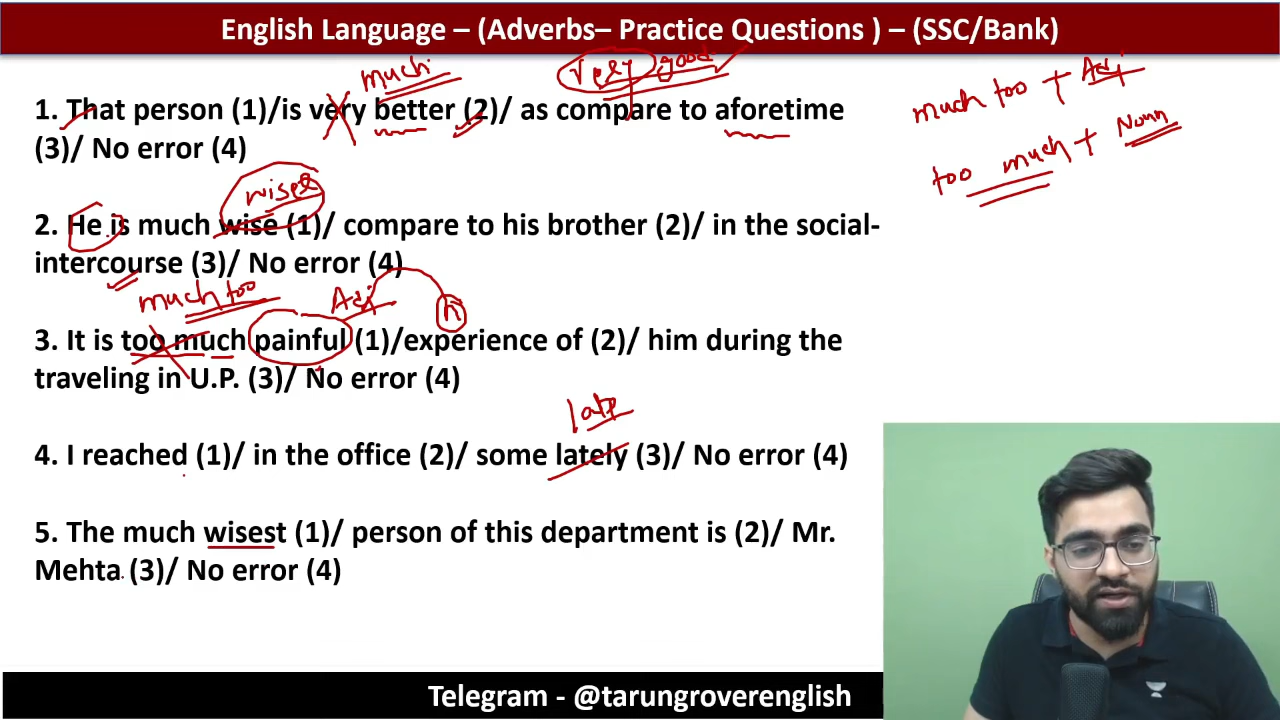 English Language – (Adverbs– Practice Questions ) – (SSC/Bank)
much
very good
much too + Adj
1. That person (1)/is very better (2)/ as compare to aforetime
too much + Noun
(3)/ No error (4)
wiser
2. He is much wise (1)/ compare to his brother (2)/ in the social-
intercourse (3)/ No error (4)
much too Adj n
3. It is too much painful (1)/experience of (2)/ him during the
traveling in U.P. (3)/ No error (4)
late
4. I reached (1)/ in the office (2)/ some lately (3)/ No error (4)
5. The much wisest (1)/ person of this department is (2)/ Mr.
Mehta (3)/ No error (4)
Telegram - @tarungroverenglish